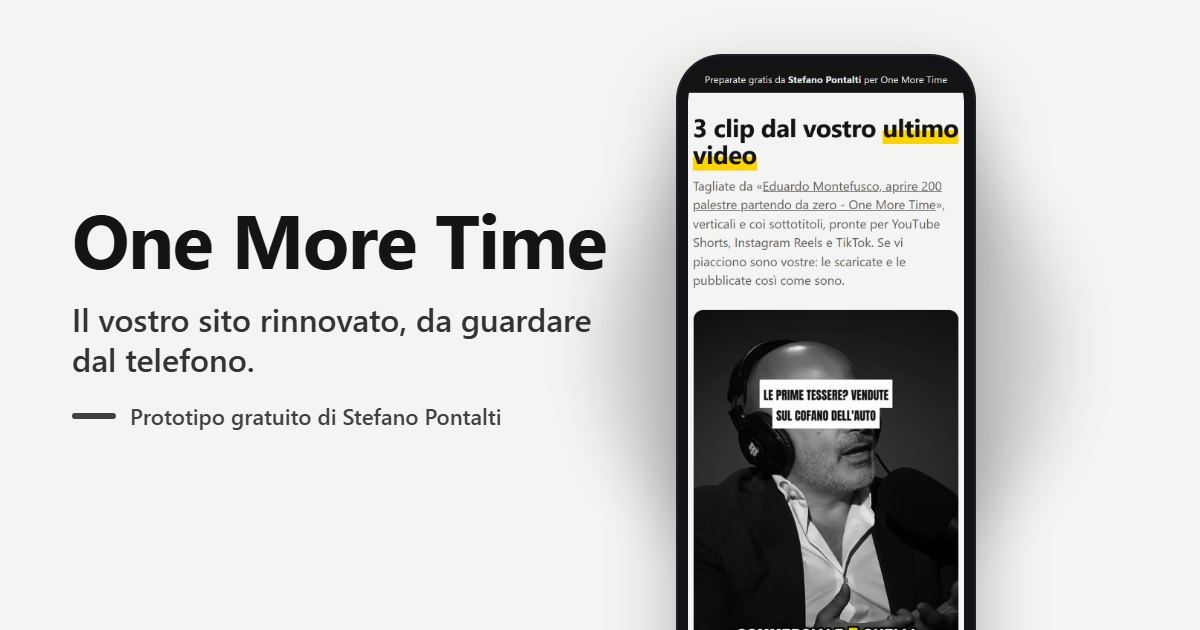 One More Time
Il vostro sito rinnovato, da guardare
dal telefono.
Prototipo gratuito di Stefano Pontalti
Preparate gratis da Stefano Pontalti per One More Time
3 clip dal vostro ultimo
video
Tagliate da «Eduardo Montefusco, aprire 200
palestre partendo da zero - One More Time»,
verticali e coi sottotitoli, pronte per YouTube
Shorts, Instagram Reels e TikTok. Se vi
piacciono sono vostre: le scaricate e le
pubblicate così come sono.
LE PRIME TESSERE? VENDUTE
SUL COFANO DELL'AUTO